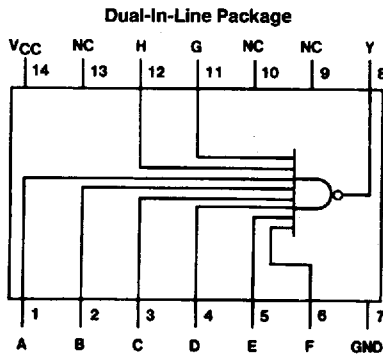 Dual-In-Line Package
VCC NC H G NC NC Y
14 13 12 11 10 9 8
1 2 3 4 5 6 7
A B C D E F GND